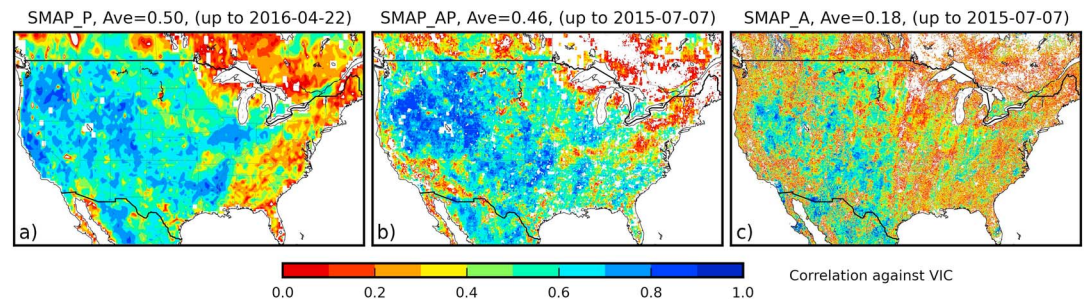 SMAP_P, Ave=0.50, (up to 2016-04-22)
SMAP_AP, Ave=0.46, (up to 2015-07-07)
SMAP_A, Ave=0.18, (up to 2015-07-07)
a)
b)
c)
0.0 0.2 0.4 0.6 0.8 1.0
Correlation against VIC